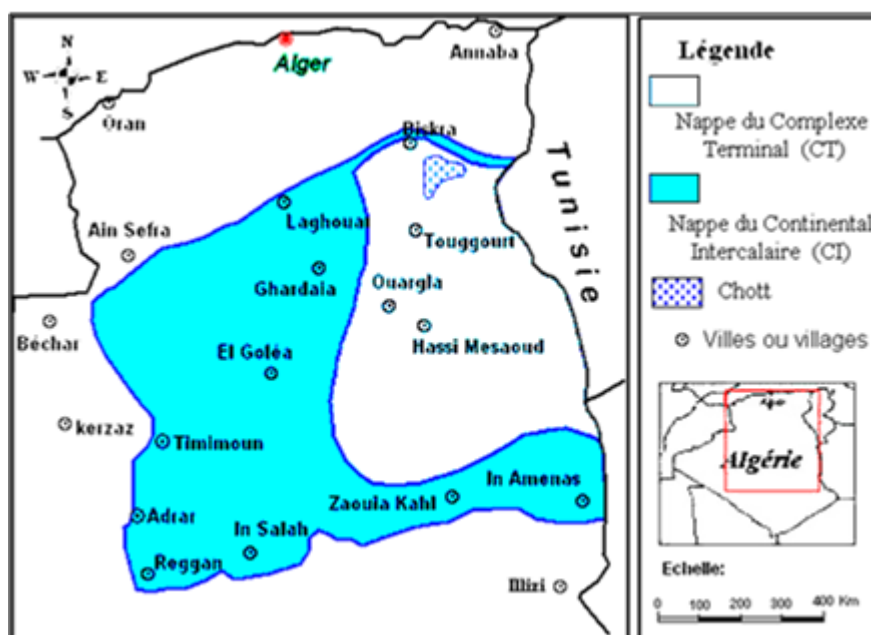 N
W E
S
Alger
Annaba
Oran
Biskra
Tunisie
Laghouat
Ain Sefra
Touggourt
Ghardaia
Ouargla
Béchar
Hassi Mesaoud
El Goléa
kerzaz
Timimoun
Zaouia Kahl
In Amenas
Adrar
In Salah
Reggan
Illizi
Légende
Nappe du Complexe
Terminal (CT)
Nappe du Continental
Intercalaire (CI)
Chott
Villes ou villages
Alger
Algérie
Echelle:
0 100 200 300 400 Km